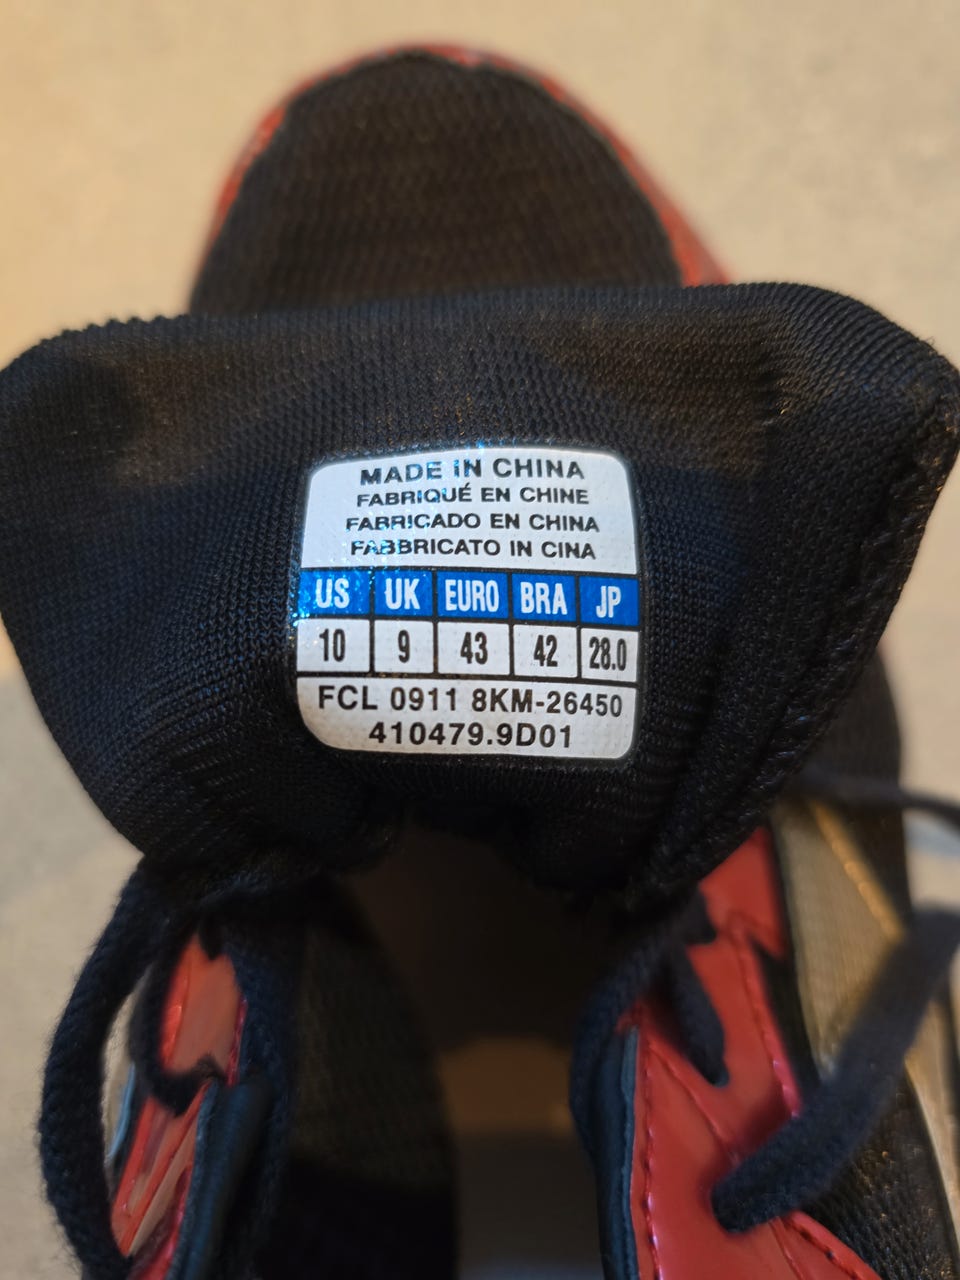 MADE IN CHINA
FABRIQUÉ EN CHINE
FABRICADO EN CHINA
FABBRICATO IN CINA
US UK EURO BRA JP
10 9 43 42 28.0
FCL 0911 8KM-26450
410479.9D01